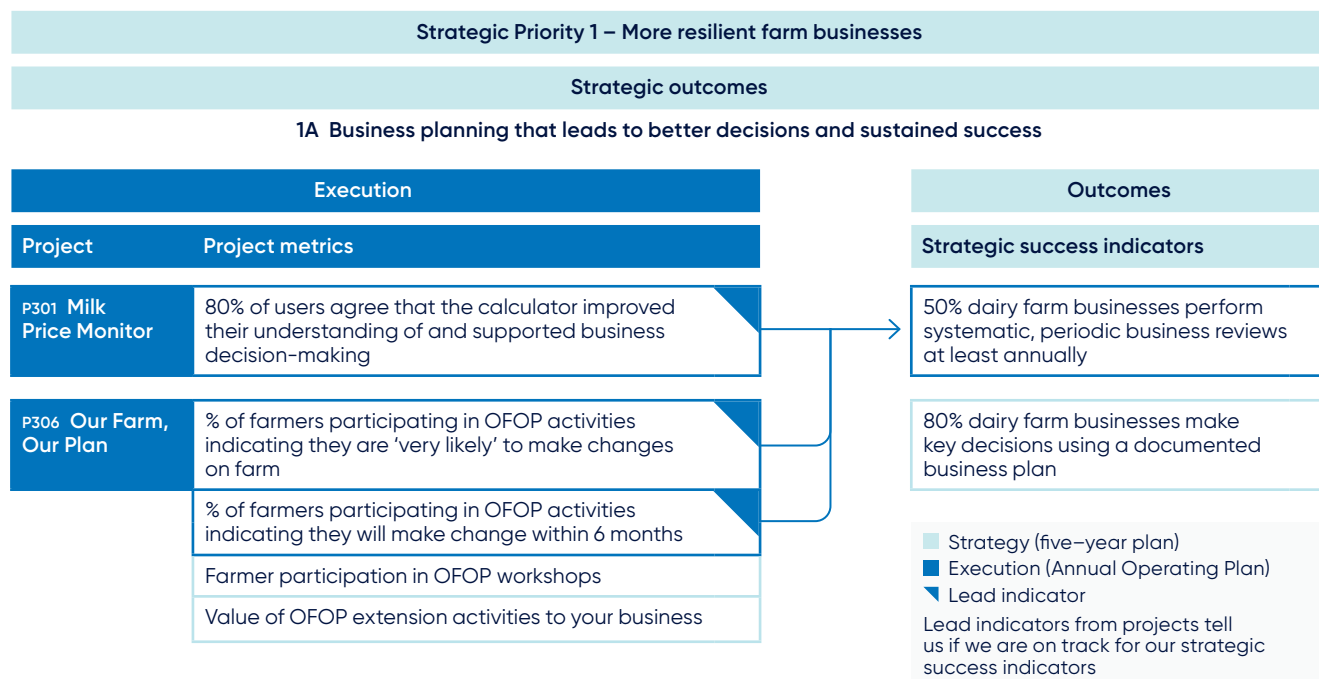 Strategic Priority 1 – More resilient farm businesses
Strategic outcomes
1A Business planning that leads to better decisions and sustained success
Execution
Project
Project metrics
P301 Milk
Price Monitor
80% of users agree that the calculator improved
their understanding of and supported business
decision-making
P306 Our Farm,
Our Plan
% of farmers participating in OFOP activities
indicating they are ‘very likely’ to make changes
on farm
% of farmers participating in OFOP activities
indicating they will make change within 6 months
Farmer participation in OFOP workshops
Value of OFOP extension activities to your business
Outcomes
Strategic success indicators
50% dairy farm businesses perform
systematic, periodic business reviews
at least annually
80% dairy farm businesses make
key decisions using a documented
business plan
Strategy (five–year plan)
Execution (Annual Operating Plan)
Lead indicator
Lead indicators from projects tell
us if we are on track for our strategic
success indicators